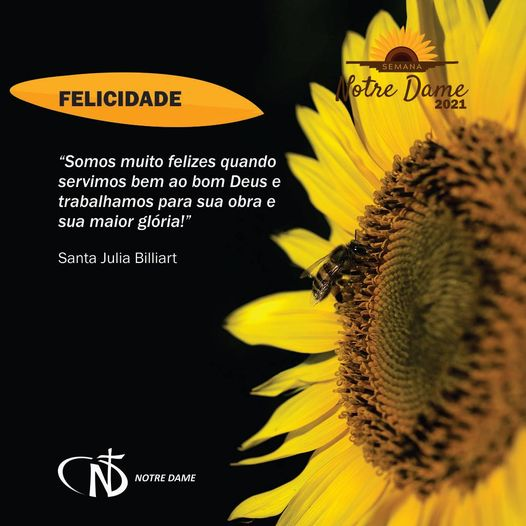 SEMANA
Notre Dame
2021
FELICIDADE
“Somos muito felizes quando
servimos bem ao bom Deus e
trabalhamos para sua obra e
sua maior glória!”
Santa Julia Billiart
ND
NOTRE DAME